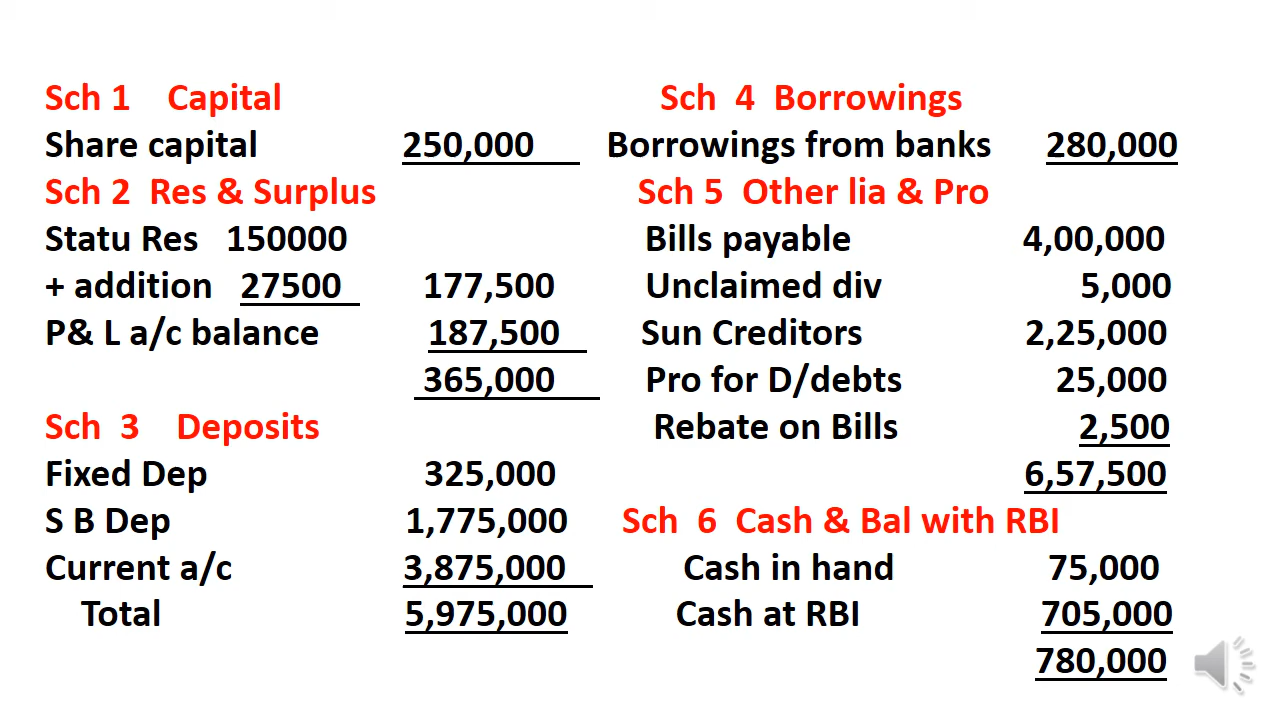 Sch 1 Capital
Share capital 250,000
Sch 2 Res & Surplus
Statu Res 150000
+ addition 27500 177,500
P& L a/c balance 187,500
365,000
Sch 3 Deposits
Fixed Dep 325,000
S B Dep 1,775,000
Current a/c 3,875,000
Total 5,975,000
Sch 4 Borrowings
Borrowings from banks 280,000
Sch 5 Other lia & Pro
Bills payable 4,00,000
Unclaimed div 5,000
Sun Creditors 2,25,000
Pro for D/debts 25,000
Rebate on Bills 2,500
6,57,500
Sch 6 Cash & Bal with RBI
Cash in hand 75,000
Cash at RBI 705,000
780,000